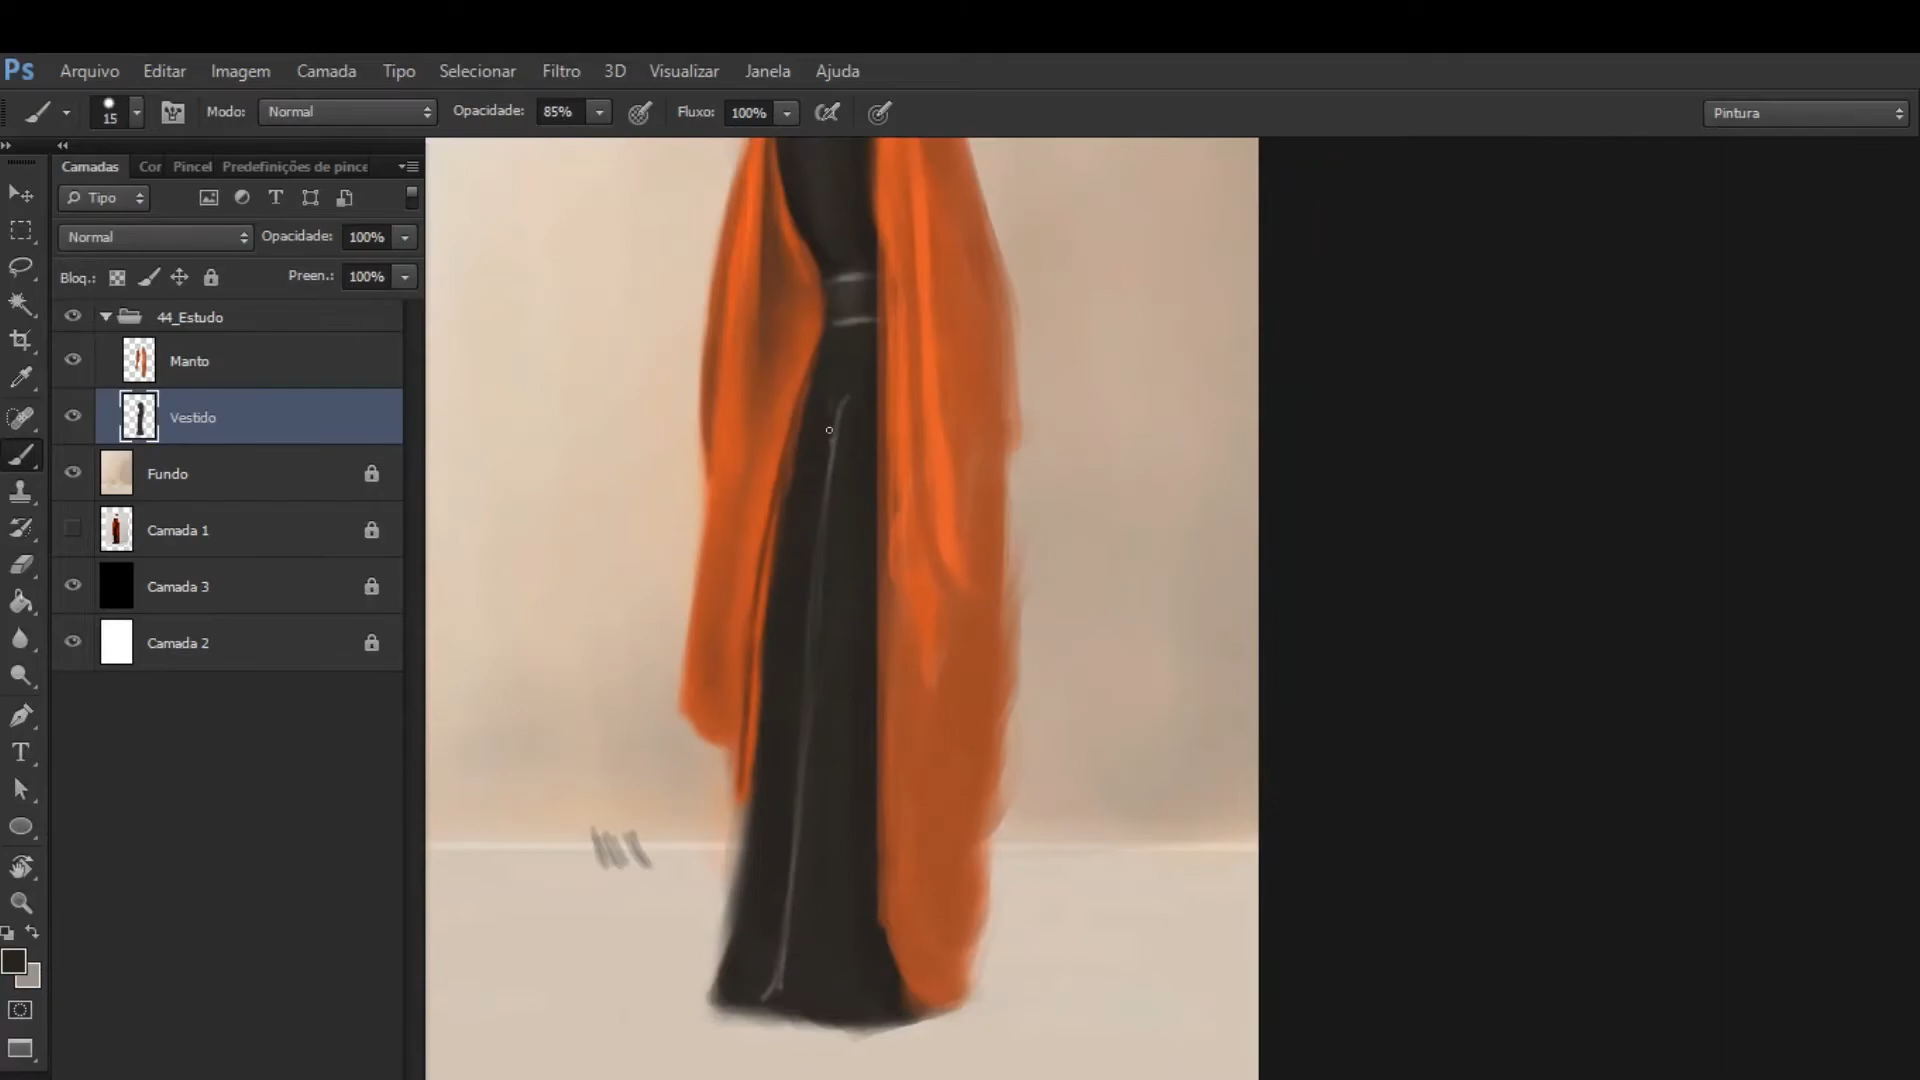 Ps Arquivo Editar Imagem Camada Tipo Selecionar Filtro 3D Visualizar Janela Ajuda
15 Modo: Normal Opacidade: 85% Fluxo: 100% Pintura
Camadas Cor Pincel Predefinições de pince
Tipo
Normal Opacidade: 100%
Bloq.: Preen.: 100%
44_Estudo
Manto
Vestido
Fundo
Camada 1
Camada 3
Camada 2